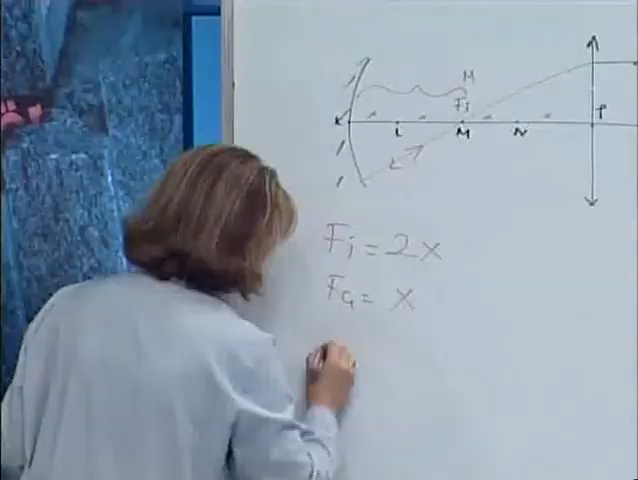 M
Fi
L M N P
Fi = 2x
FG = x